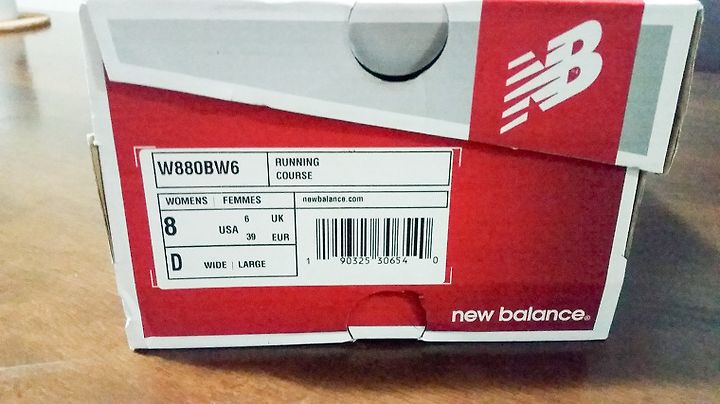 NB
W880BW6
RUNNING
COURSE
WOMENS | FEMMES
newbalance.com
8 USA 6 UK
39 EUR
D WIDE | LARGE
1 90325 30654 0
new balance®